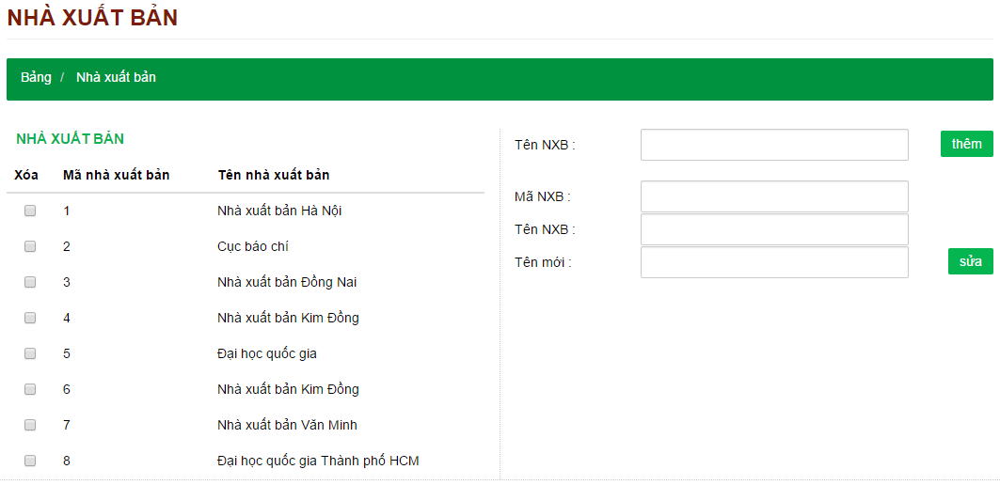 NHÀ XUẤT BẢN
Bảng / Nhà xuất bản
NHÀ XUẤT BẢN
Xóa Mã nhà xuất bản Tên nhà xuất bản
1 Nhà xuất bản Hà Nội
2 Cục báo chí
3 Nhà xuất bản Đồng Nai
4 Nhà xuất bản Kim Đồng
5 Đại học quốc gia
6 Nhà xuất bản Kim Đồng
7 Nhà xuất bản Văn Minh
8 Đại học quốc gia Thành phố HCM
Tên NXB : thêm
Mã NXB :
Tên NXB :
Tên mới : sửa